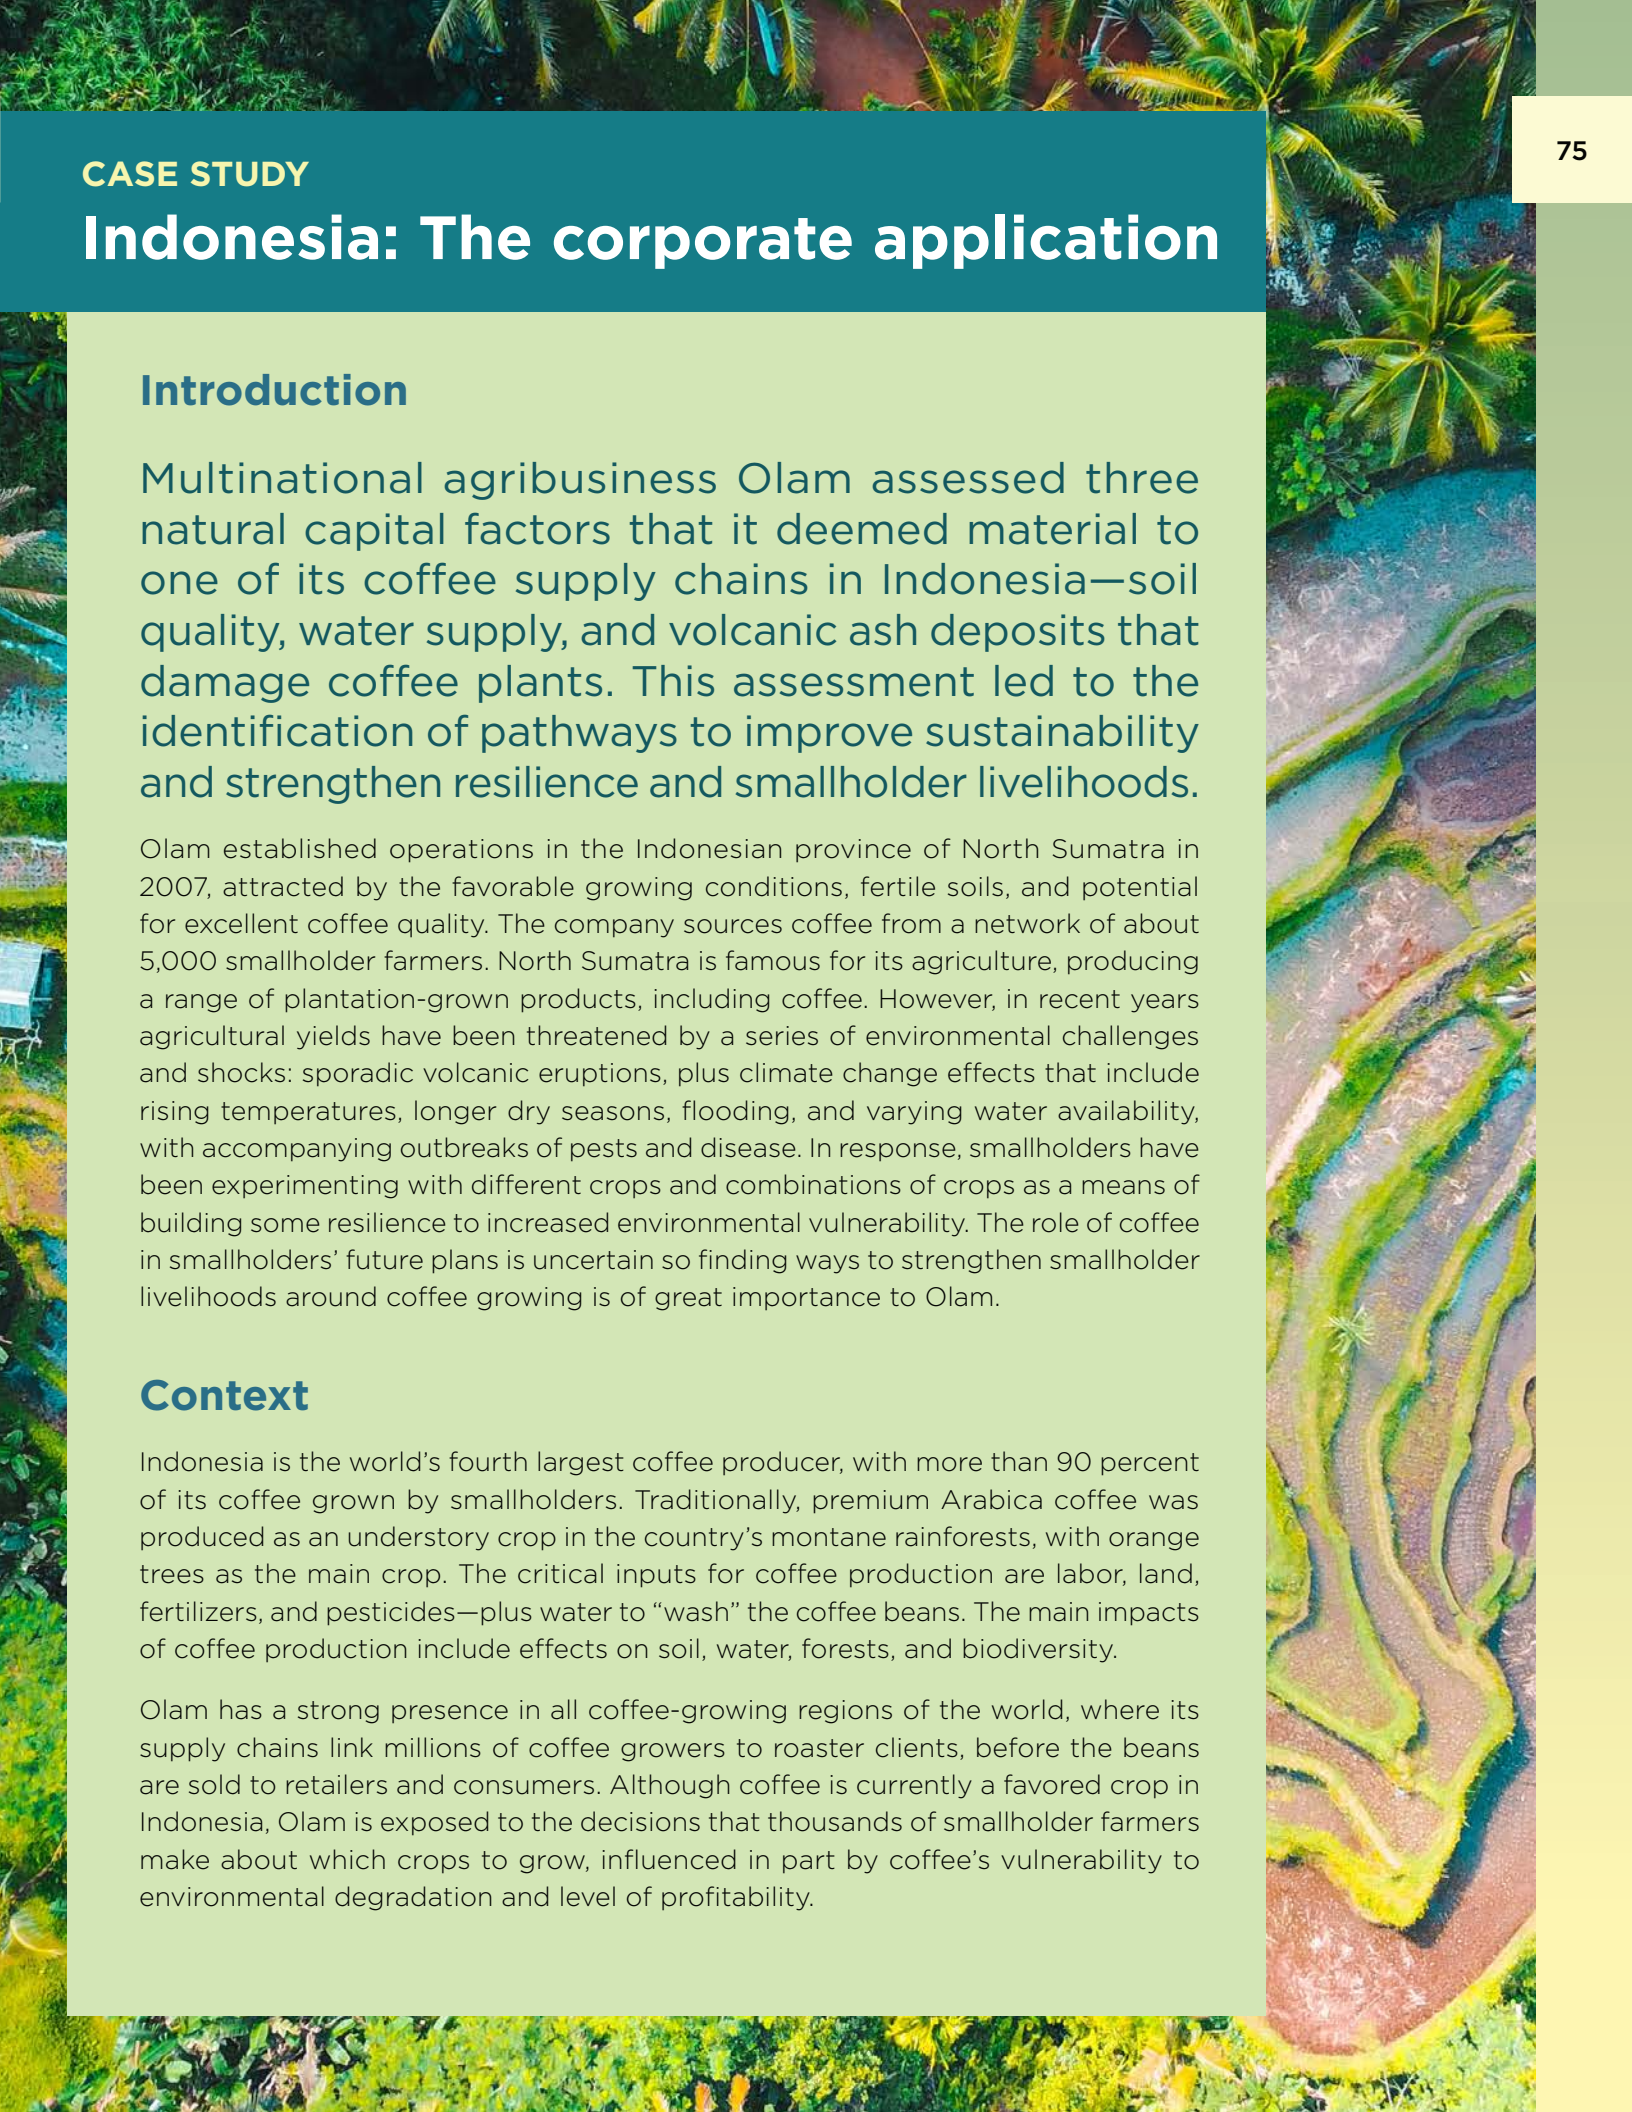 75
CASE STUDY
Indonesia: The corporate application
Introduction
Multinational agribusiness Olam assessed three
natural capital factors that it deemed material to
one of its coffee supply chains in Indonesia—soil
quality, water supply, and volcanic ash deposits that
damage coffee plants. This assessment led to the
identification of pathways to improve sustainability
and strengthen resilience and smallholder livelihoods.
Olam established operations in the Indonesian province of North Sumatra in
2007, attracted by the favorable growing conditions, fertile soils, and potential
for excellent coffee quality. The company sources coffee from a network of about
5,000 smallholder farmers. North Sumatra is famous for its agriculture, producing
a range of plantation-grown products, including coffee. However, in recent years
agricultural yields have been threatened by a series of environmental challenges
and shocks: sporadic volcanic eruptions, plus climate change effects that include
rising temperatures, longer dry seasons, flooding, and varying water availability,
with accompanying outbreaks of pests and disease. In response, smallholders have
been experimenting with different crops and combinations of crops as a means of
building some resilience to increased environmental vulnerability. The role of coffee
in smallholders’ future plans is uncertain so finding ways to strengthen smallholder
livelihoods around coffee growing is of great importance to Olam.
Context
Indonesia is the world’s fourth largest coffee producer, with more than 90 percent
of its coffee grown by smallholders. Traditionally, premium Arabica coffee was
produced as an understory crop in the country’s montane rainforests, with orange
trees as the main crop. The critical inputs for coffee production are labor, land,
fertilizers, and pesticides—plus water to “wash” the coffee beans. The main impacts
of coffee production include effects on soil, water, forests, and biodiversity.
Olam has a strong presence in all coffee-growing regions of the world, where its
supply chains link millions of coffee growers to roaster clients, before the beans
are sold to retailers and consumers. Although coffee is currently a favored crop in
Indonesia, Olam is exposed to the decisions that thousands of smallholder farmers
make about which crops to grow, influenced in part by coffee’s vulnerability to
environmental degradation and level of profitability.